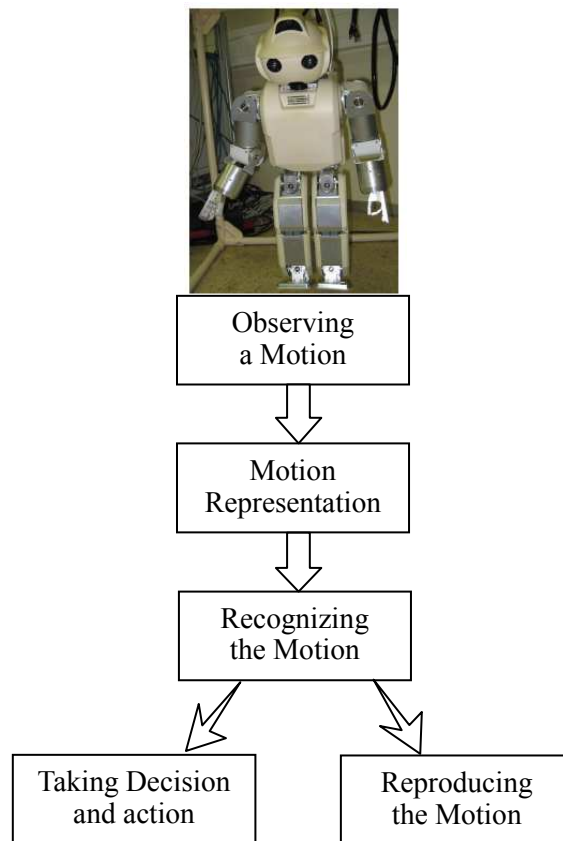 Observing
a Motion
Motion
Representation
Recognizing
the Motion
Taking Decision
and action
Reproducing
the Motion